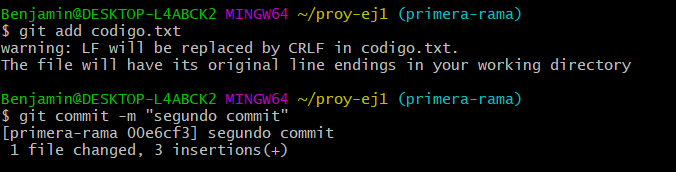 Benjamin@DESKTOP-L4ABCK2 MINGW64 ~/proy-ej1 (primera-rama)
$ git add codigo.txt
warning: LF will be replaced by CRLF in codigo.txt.
The file will have its original line endings in your working directory
Benjamin@DESKTOP-L4ABCK2 MINGW64 ~/proy-ej1 (primera-rama)
$ git commit -m "segundo commit"
[primera-rama 00e6cf3] segundo commit
 1 file changed, 3 insertions(+)